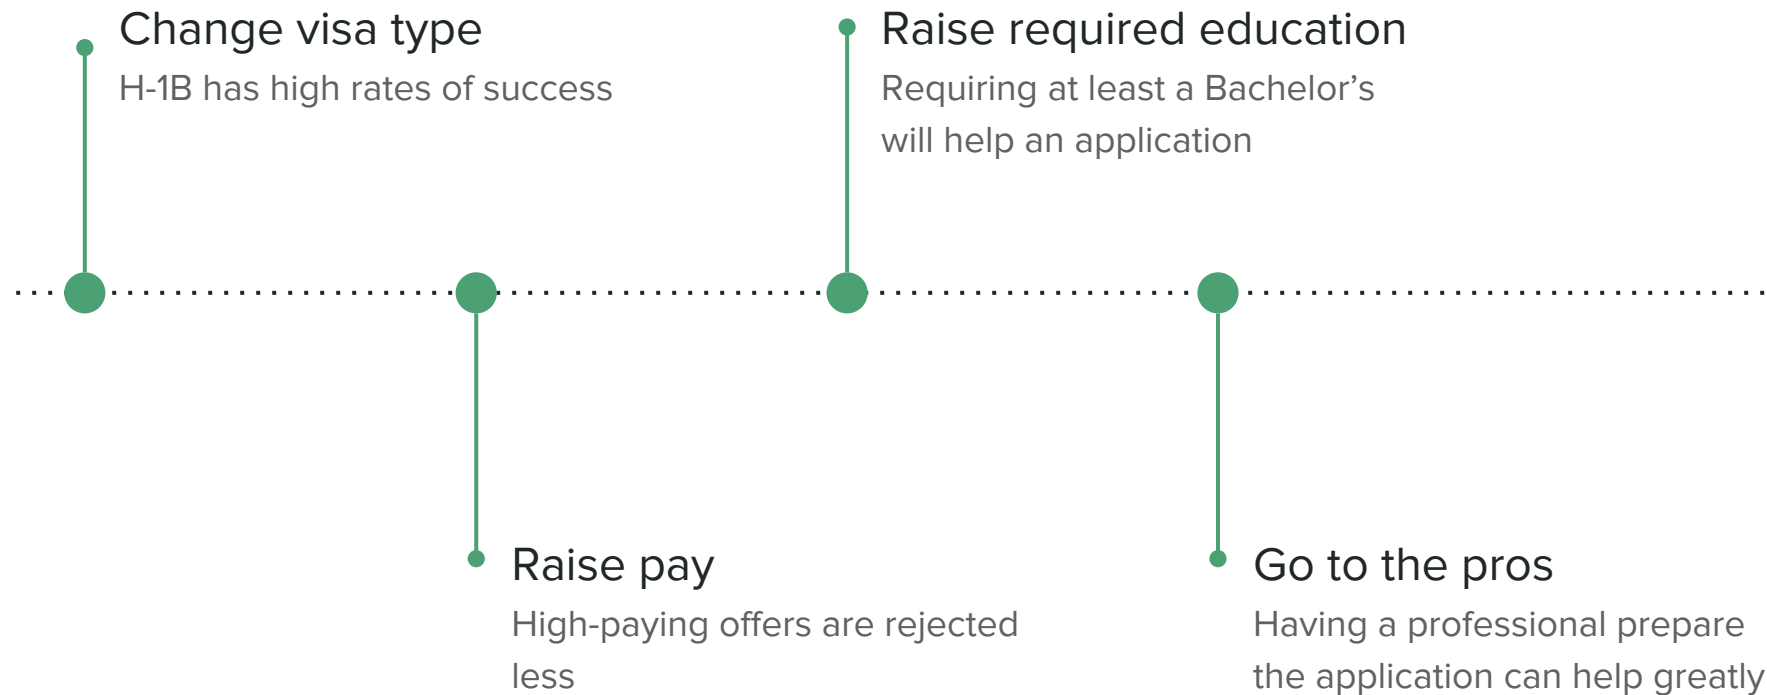 Change visa type
H-1B has high rates of success
Raise required education
Requiring at least a Bachelor’s
will help an application
Raise pay
High-paying offers are rejected
less
Go to the pros
Having a professional prepare
the application can help greatly